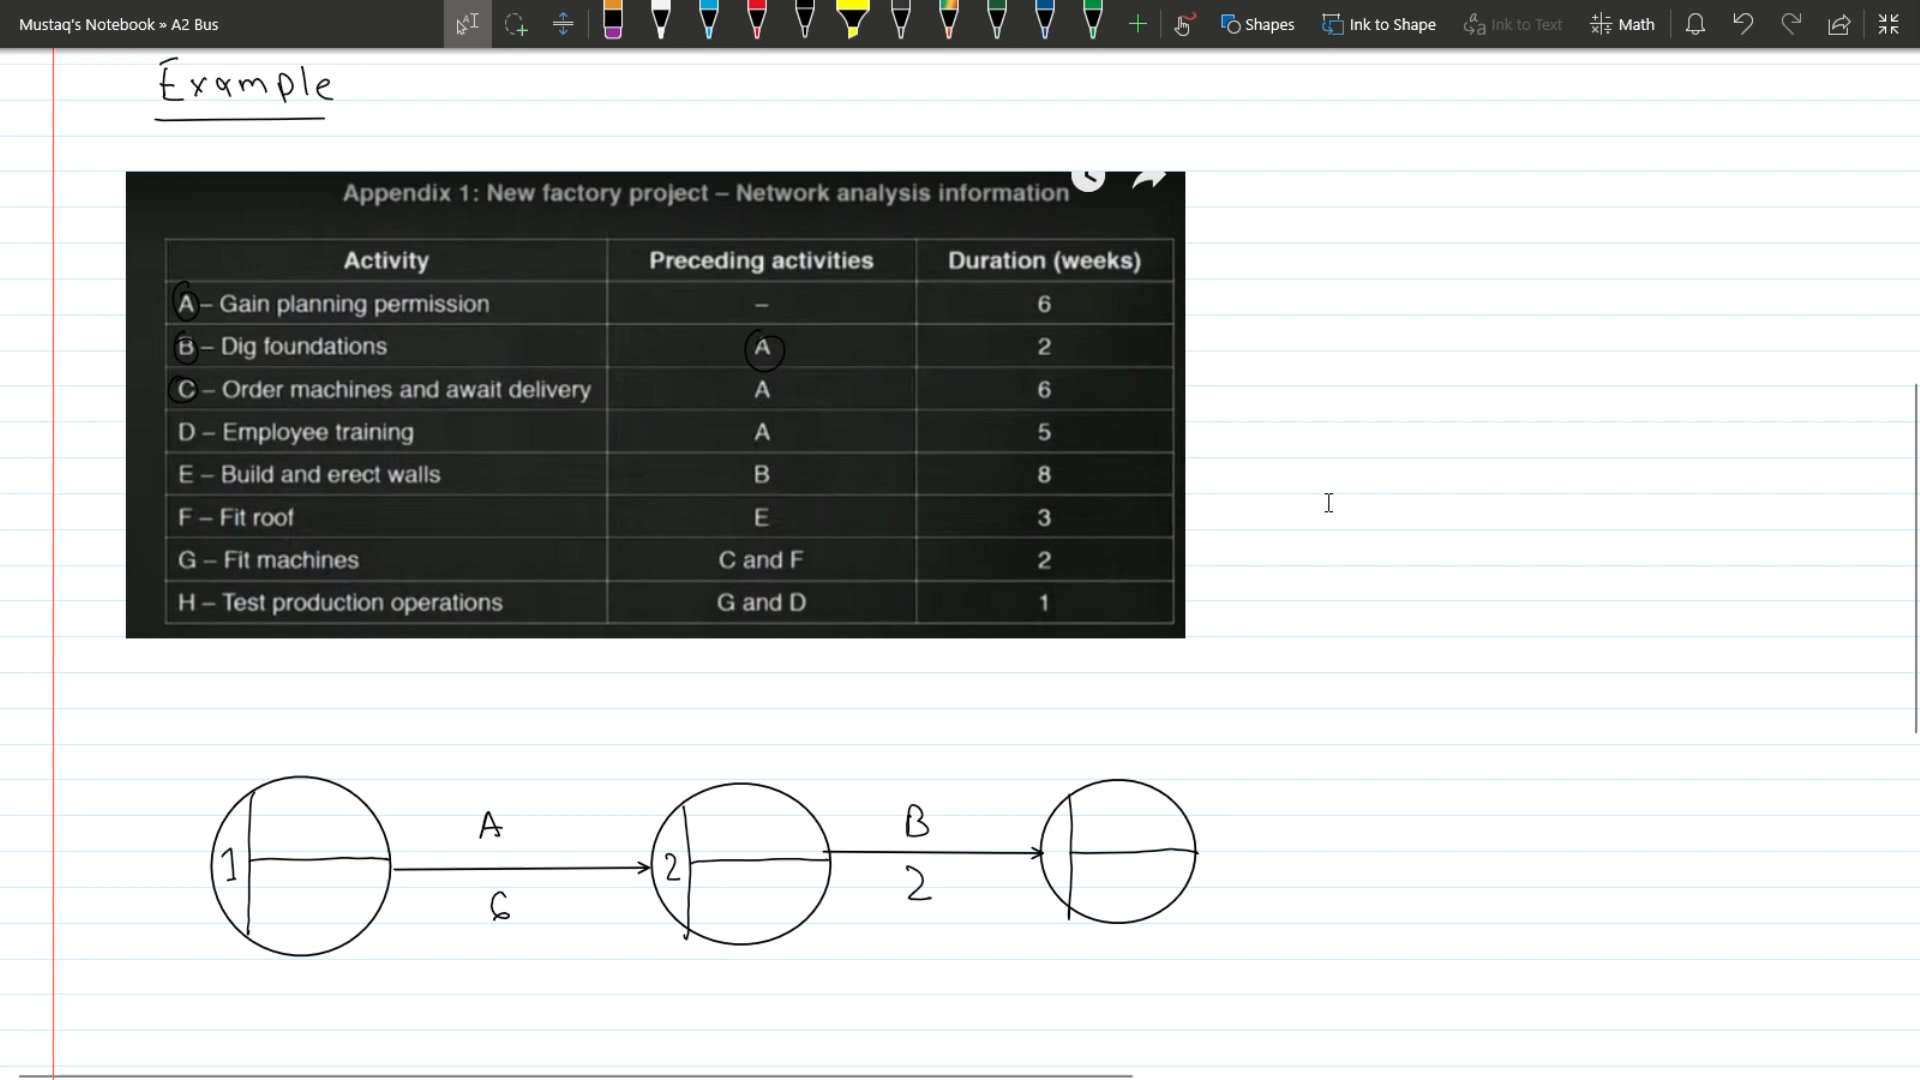 Mustaq's Notebook » A2 Bus
Shapes Ink to Shape Ink to Text Math
Example
Appendix 1: New factory project – Network analysis information
Activity Preceding activities Duration (weeks)
A – Gain planning permission – 6
B – Dig foundations A 2
C – Order machines and await delivery A 6
D – Employee training A 5
E – Build and erect walls B 8
F – Fit roof E 3
G – Fit machines C and F 2
H – Test production operations G and D 1
A B
1 2
6 2